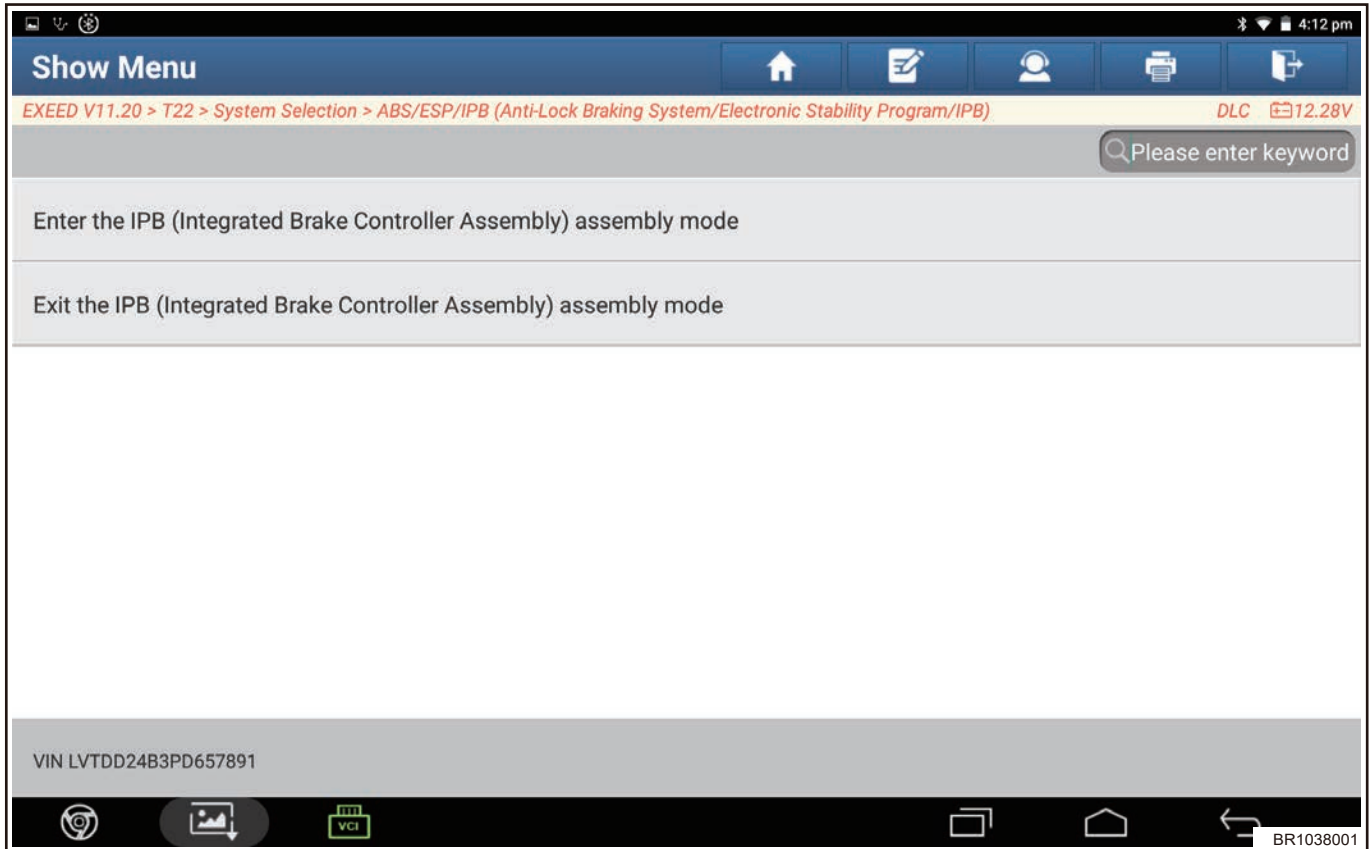 4:12 pm
Show Menu
EXEED V11.20 > T22 > System Selection > ABS/ESP/IPB (Anti-Lock Braking System/Electronic Stability Program/IPB) DLC 12.28V
Please enter keyword
Enter the IPB (Integrated Brake Controller Assembly) assembly mode
Exit the IPB (Integrated Brake Controller Assembly) assembly mode
VIN LVTDD24B3PD657891
VCI
BR1038001